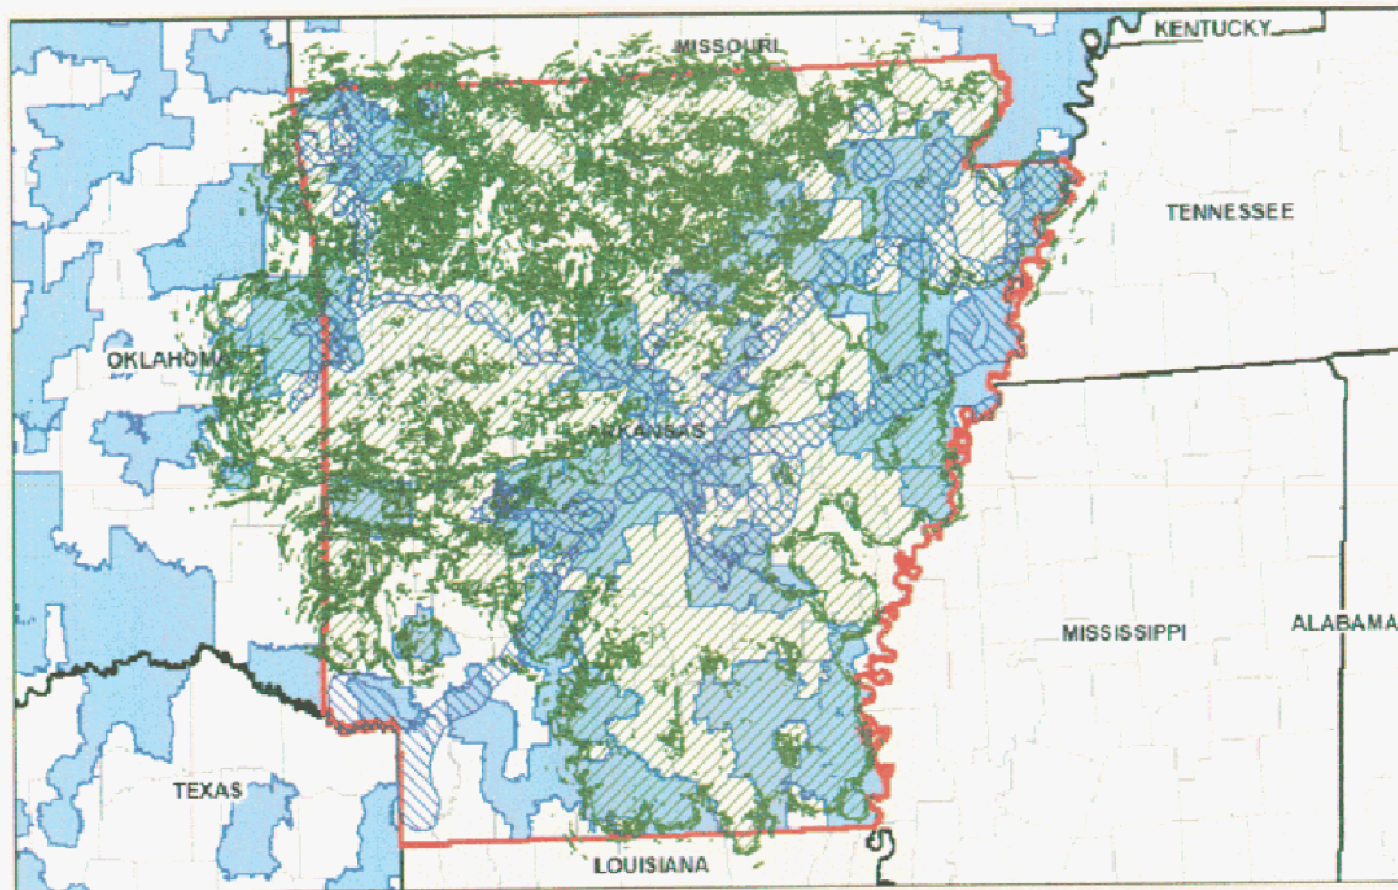 KENTUCKY
MISSOURI
TENNESSEE
OKLAHOMA
ARKANSAS
MISSISSIPPI
ALABAMA
TEXAS
LOUISIANA